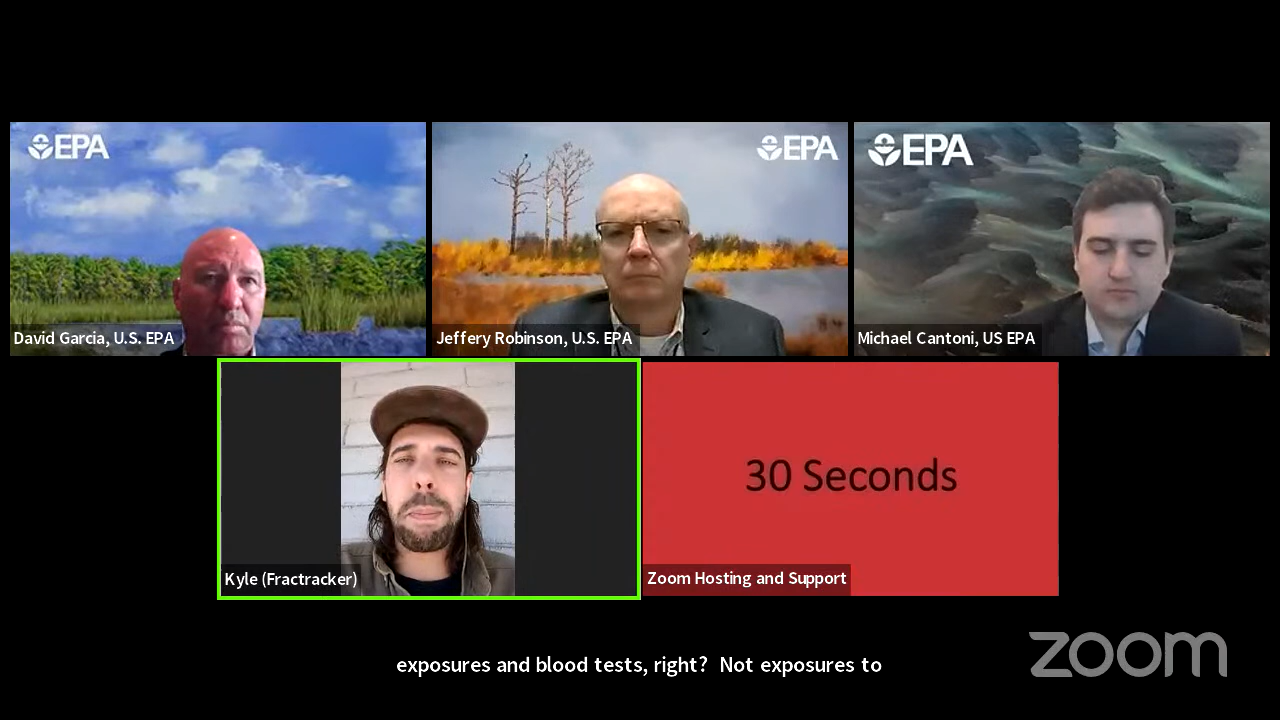 EPA
EPA
EPA
David Garcia, U.S. EPA
Jeffery Robinson, U.S. EPA
Michael Cantoni, US EPA
30 Seconds
Kyle (Fractracker)
Zoom Hosting and Support
exposures and blood tests, right? Not exposures to
zoom